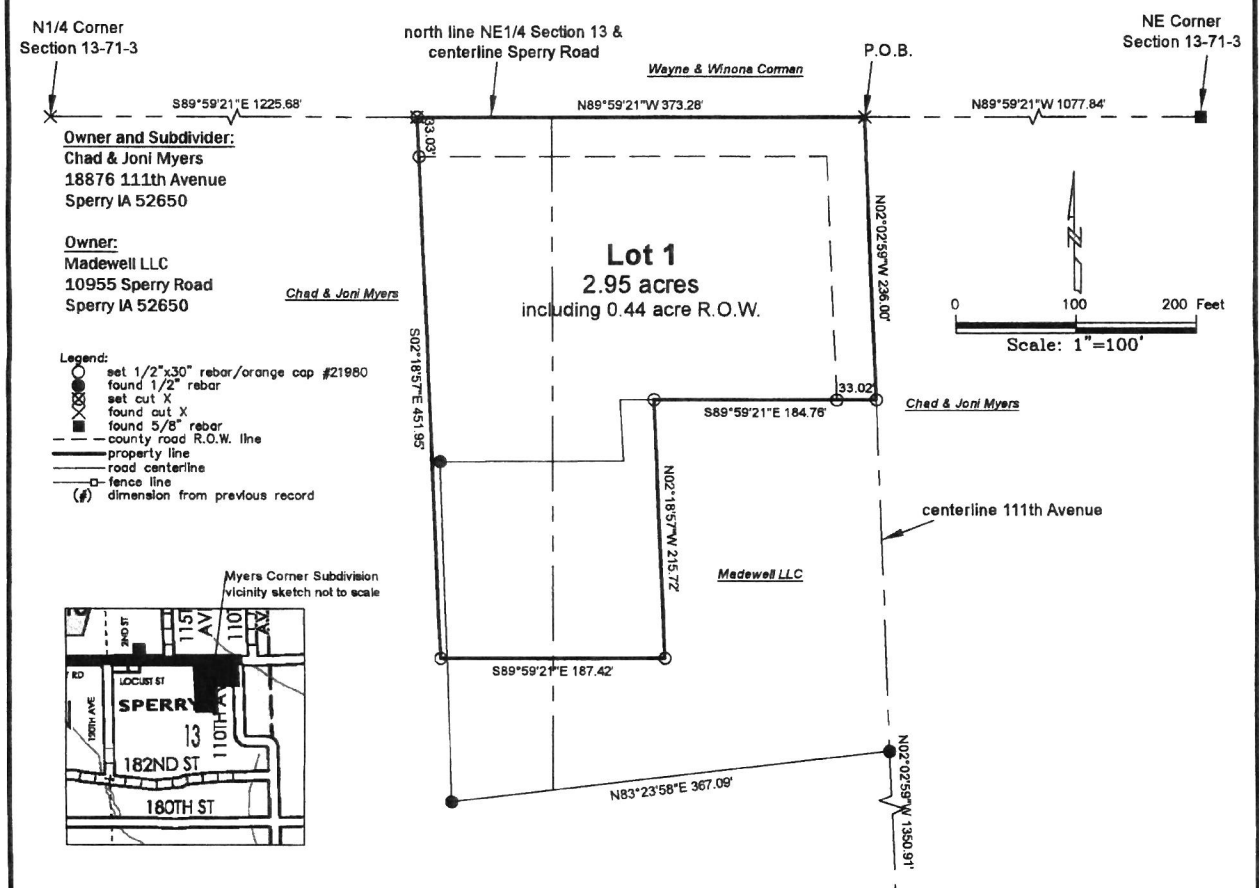 N1/4 Corner
Section 13-71-3
north line NE1/4 Section 13 &
centerline Sperry Road
Wayne & Winona Corman
P.O.B.
NE Corner
Section 13-71-3
S89°59'21"E 1225.68'
N89°59'21"W 373.28'
N89°59'21"W 1077.84'
33.03'
Owner and Subdivider:
Chad & Joni Myers
18876 111th Avenue
Sperry IA 52650
Owner:
Madewell LLC
10955 Sperry Road
Sperry IA 52650
Chad & Joni Myers
Lot 1
2.95 acres
including 0.44 acre R.O.W.
N02°02'59"W 236.00'
S02°18'57"E 451.95'
N
0 100 200 Feet
Scale: 1"=100'
Legend:
set 1/2"x30" rebar/orange cap #21980
found 1/2" rebar
set cut X
found cut X
found 5/8" rebar
county road R.O.W. line
property line
road centerline
fence line
(#) dimension from previous record
33.02'
S89°59'21"E 184.76'
Chad & Joni Myers
N02°18'57"W 215.72'
centerline 111th Avenue
Madewell LLC
S89°59'21"E 187.42'
N83°23'58"E 367.09'
N02°02'59"W 1350.91'
Myers Corner Subdivision
vicinity sketch not to scale
2ND ST
115T
AV
110T
AV
RD
LOCUST ST
SPERRY
13
110TH A
182ND ST
180TH ST